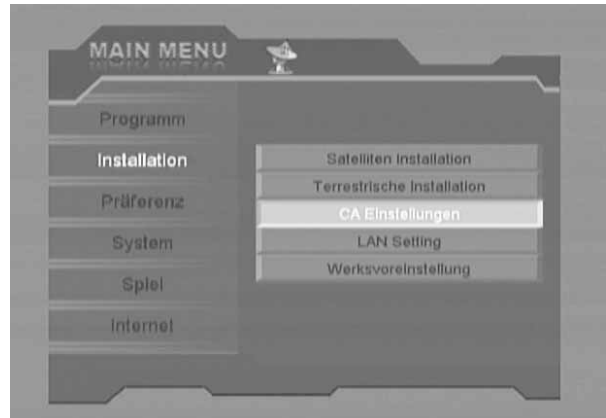 MAIN MENU
Programm
Installation
Präferenz
System
Spiel
Internet
Satelliten Installation
Terrestrische Installation
CA Einstellungen
LAN Setting
Werksvoreinstellung